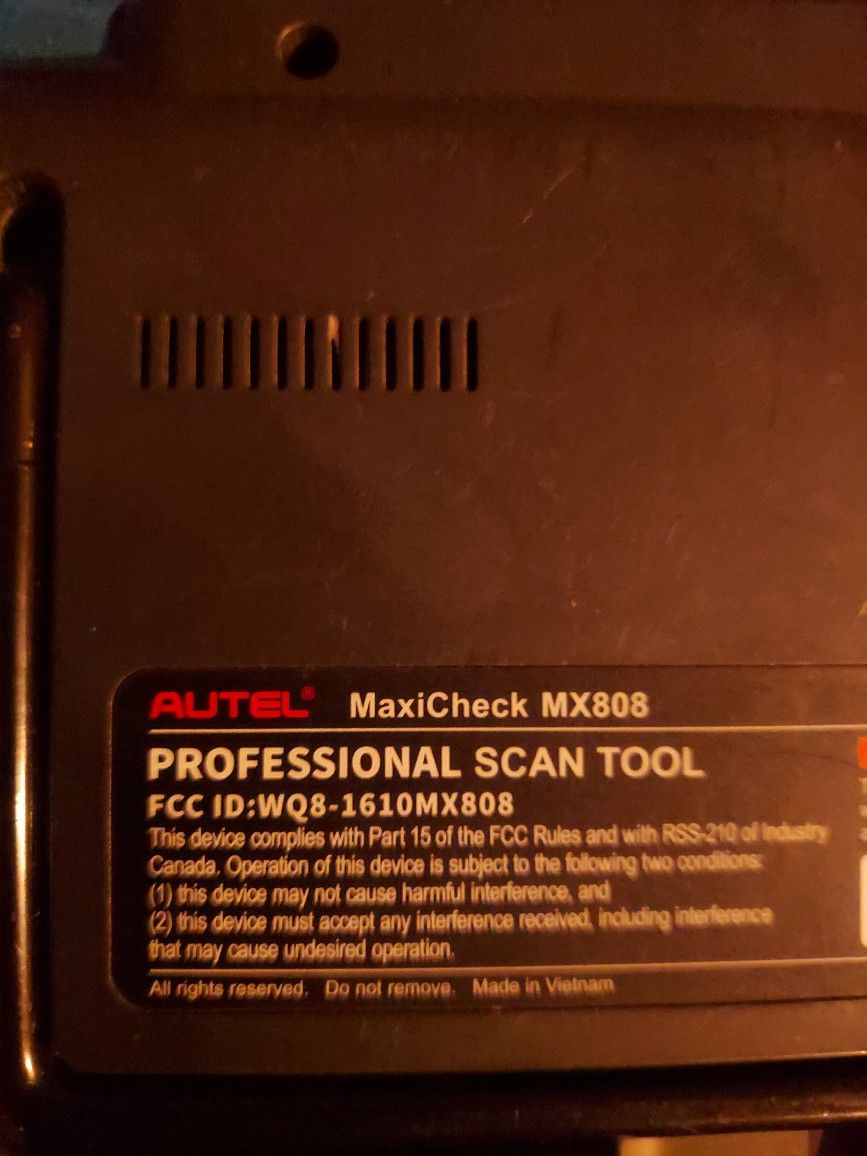 AUTEL® MaxiCheck MX808
PROFESSIONAL SCAN TOOL
FCC ID:WQ8-1610MX808
This device complies with Part 15 of the FCC Rules and with RSS-210 of Industry
Canada. Operation of this device is subject to the following two conditions:
(1) this device may not cause harmful interference, and
(2) this device must accept any interference received, including interference
that may cause undesired operation.
All rights reserved. Do not remove. Made in Vietnam